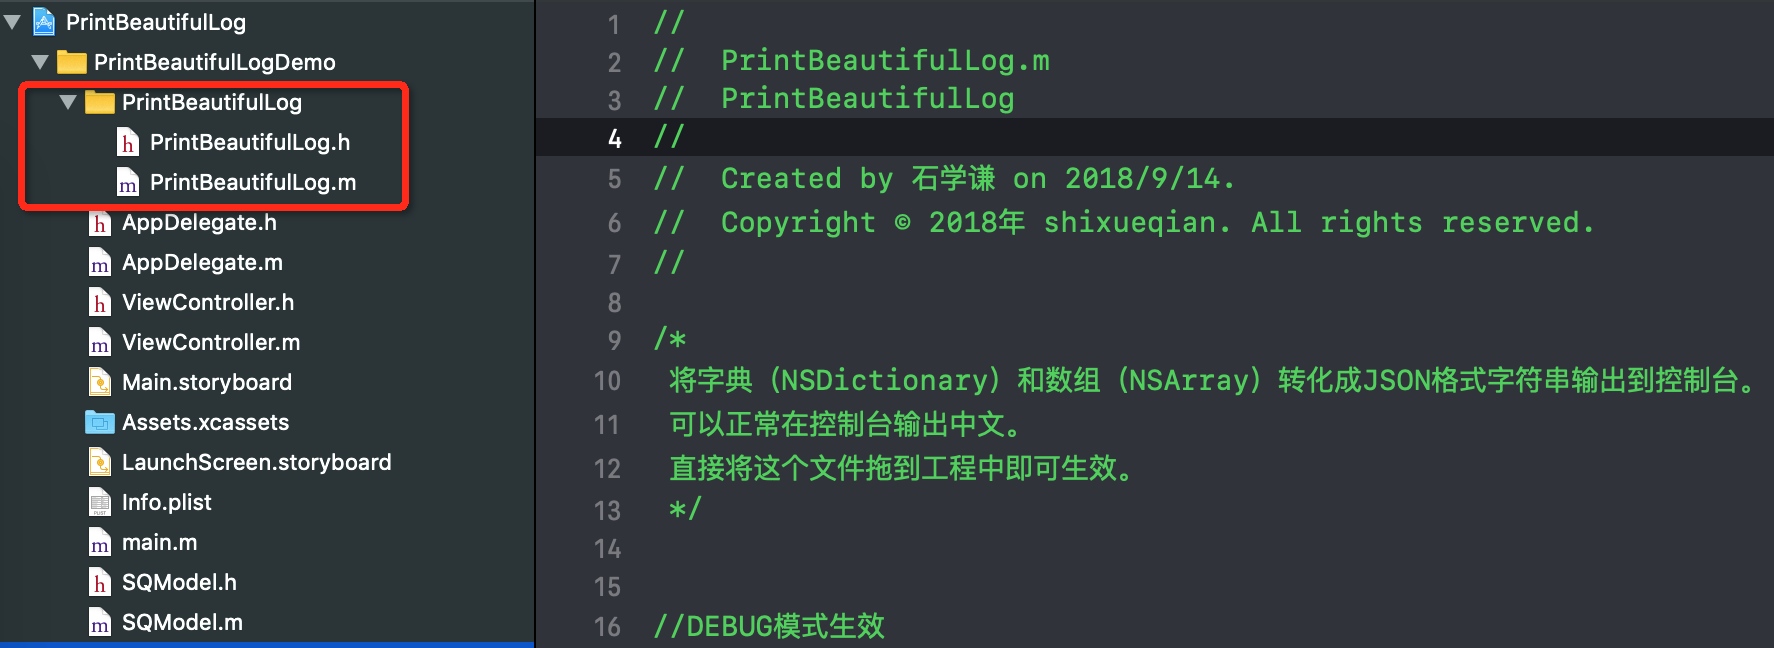 PrintBeautifulLog
PrintBeautifulLogDemo
PrintBeautifulLog
h PrintBeautifulLog.h
m PrintBeautifulLog.m
h AppDelegate.h
m AppDelegate.m
h ViewController.h
m ViewController.m
Main.storyboard
Assets.xcassets
LaunchScreen.storyboard
Info.plist
m main.m
h SQModel.h
m SQModel.m
1 //
2 //  PrintBeautifulLog.m
3 //  PrintBeautifulLog
4 //
5 //  Created by 石学谦 on 2018/9/14.
6 //  Copyright © 2018年 shixueqian. All rights reserved.
7 //
8
9 /*
10 将字典（NSDictionary）和数组（NSArray）转化成JSON格式字符串输出到控制台。
11 可以正常在控制台输出中文。
12 直接将这个文件拖到工程中即可生效。
13 */
14
15
16 //DEBUG模式生效